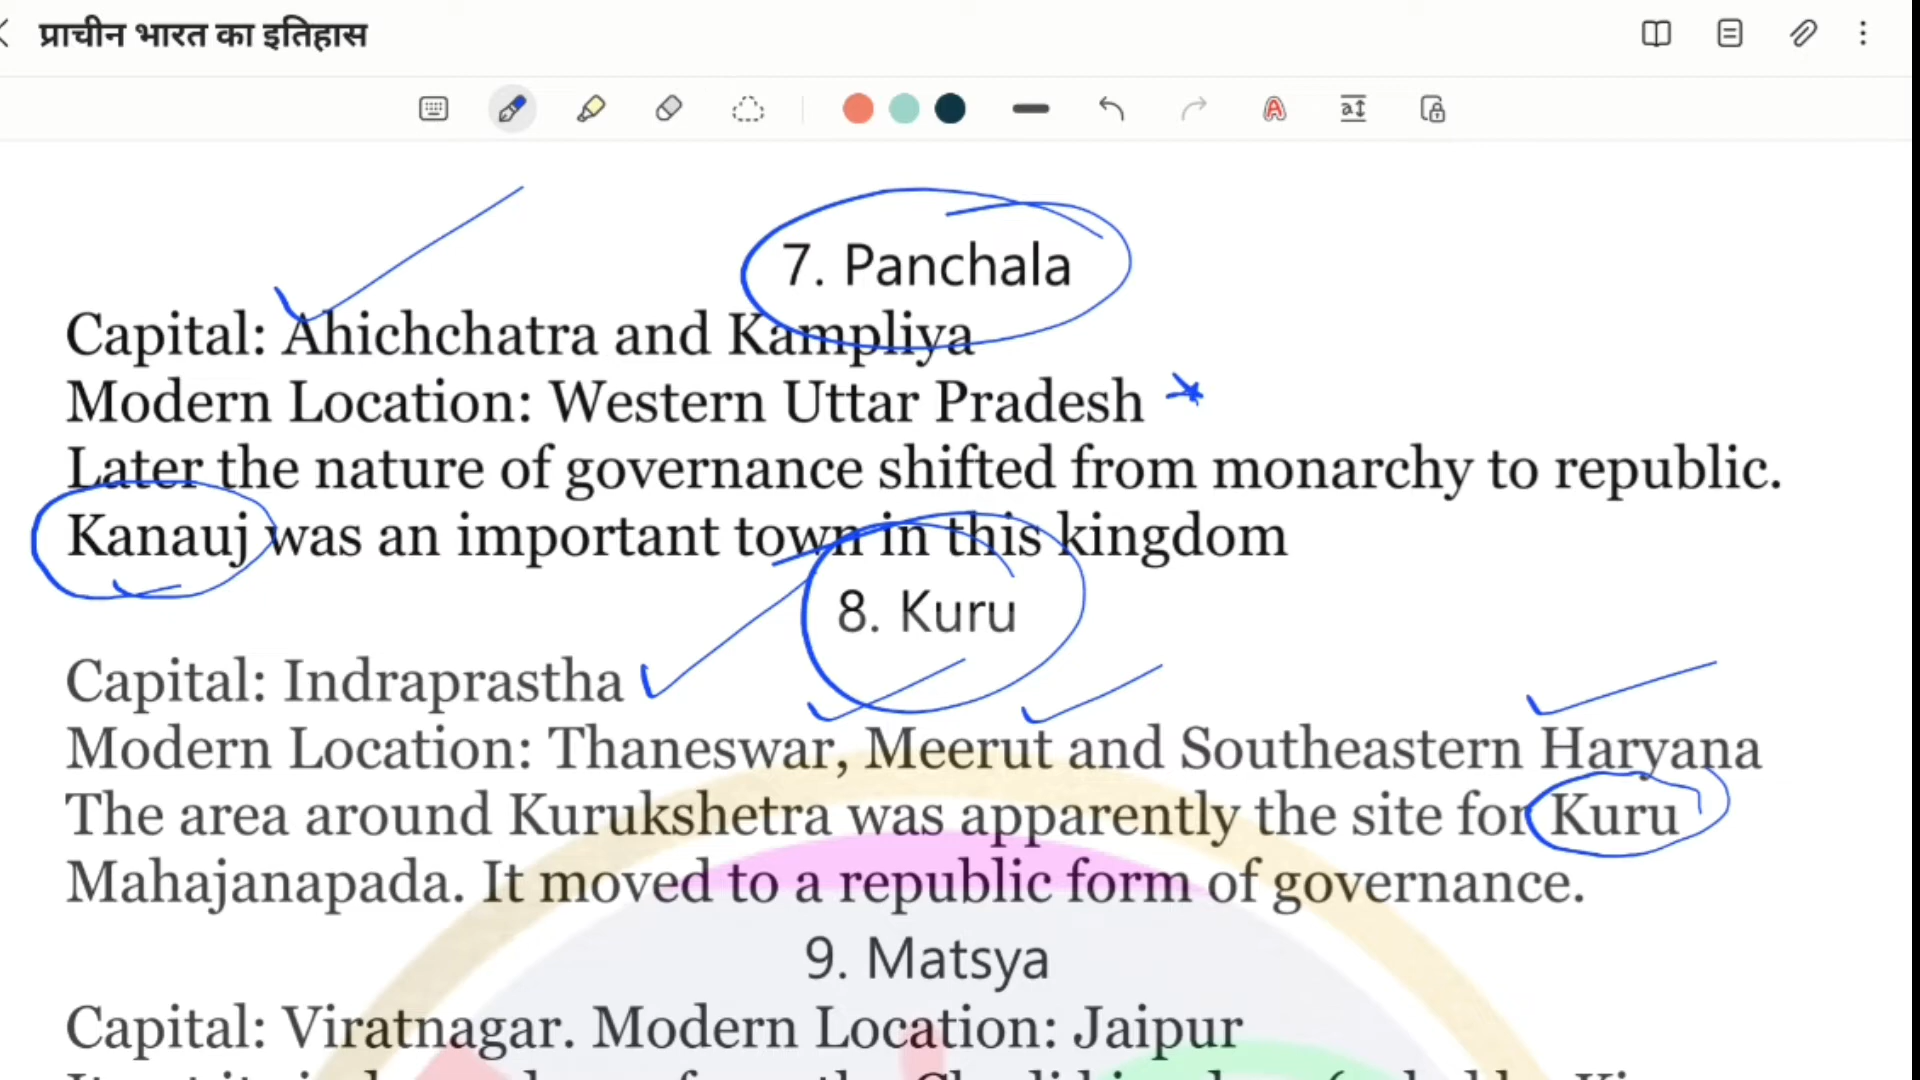 प्राचीन भारत का इतिहास
7. Panchala
Capital: Ahichchatra and Kampliya
Modern Location: Western Uttar Pradesh
Later the nature of governance shifted from monarchy to republic.
Kanauj was an important town in this kingdom
8. Kuru
Capital: Indraprastha
Modern Location: Thaneswar, Meerut and Southeastern Haryana
The area around Kurukshetra was apparently the site for Kuru
Mahajanapada. It moved to a republic form of governance.
9. Matsya
Capital: Viratnagar. Modern Location: Jaipur